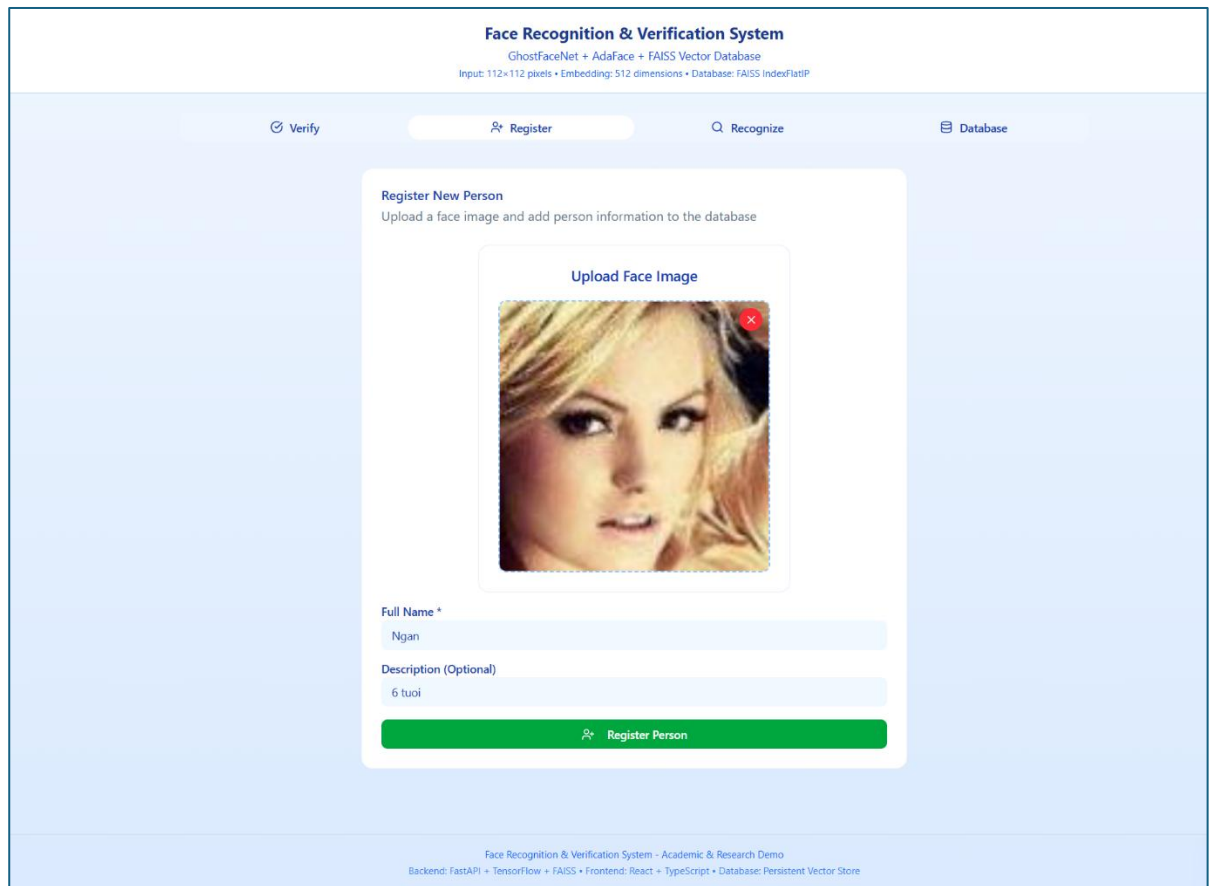 Face Recognition & Verification System
GhostFaceNet + AdaFace + FAISS Vector Database
Input: 112×112 pixels • Embedding: 512 dimensions • Database: FAISS IndexFlatIP
Verify
Register
Recognize
Database
Register New Person
Upload a face image and add person information to the database
Upload Face Image
Full Name *
Ngan
Description (Optional)
6 tuoi
Register Person
Face Recognition & Verification System - Academic & Research Demo
Backend: FastAPI + TensorFlow + FAISS • Frontend: React + TypeScript • Database: Persistent Vector Store